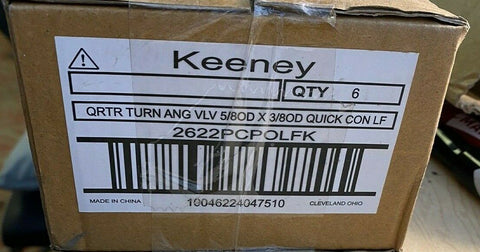 Keeney
QTY 6
QRTR TURN ANG VLV 5/8OD X 3/8OD QUICK CON LF
2622PCPOLFK
MADE IN CHINA 10046224047510 CLEVELAND OHIO